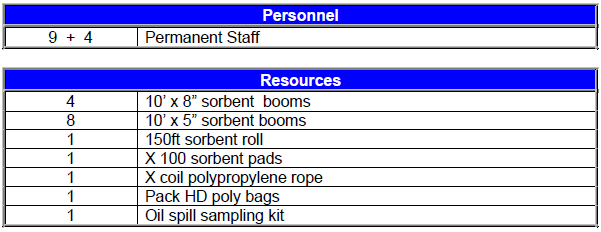 Personnel
9 + 4 Permanent Staff
Resources
4 10’ x 8” sorbent booms
8 10’ x 5” sorbent booms
1 150ft sorbent roll
1 X 100 sorbent pads
1 X coil polypropylene rope
1 Pack HD poly bags
1 Oil spill sampling kit